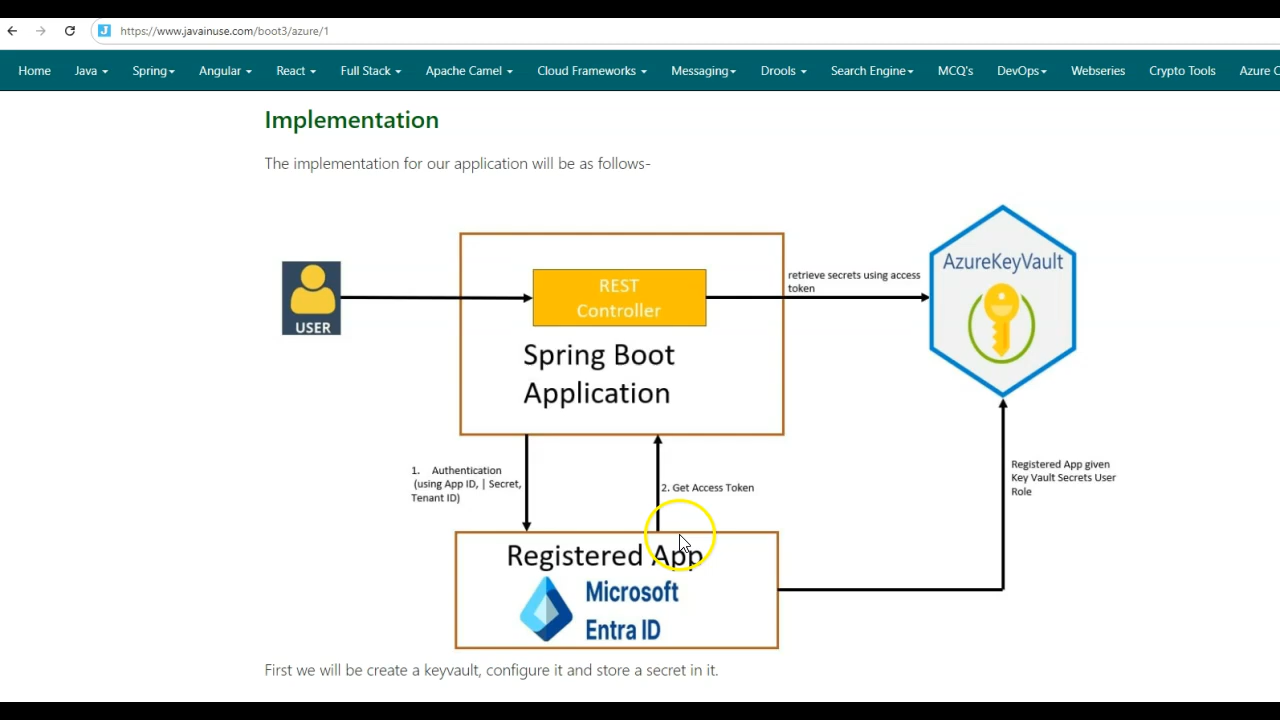 https://www.javainuse.com/boot3/azure/1
Home Java Spring Angular React Full Stack Apache Camel Cloud Frameworks Messaging Drools Search Engine MCQ's DevOps Webseries Crypto Tools Azure C
Implementation
The implementation for our application will be as follows-
USER
REST
Controller
Spring Boot
Application
retrieve secrets using access
token
AzureKeyVault
1. Authentication
(using App ID, | Secret,
Tenant ID)
2. Get Access Token
Registered App given
Key Vault Secrets User
Role
Registered App
Microsoft
Entra ID
First we will be create a keyvault, configure it and store a secret in it.